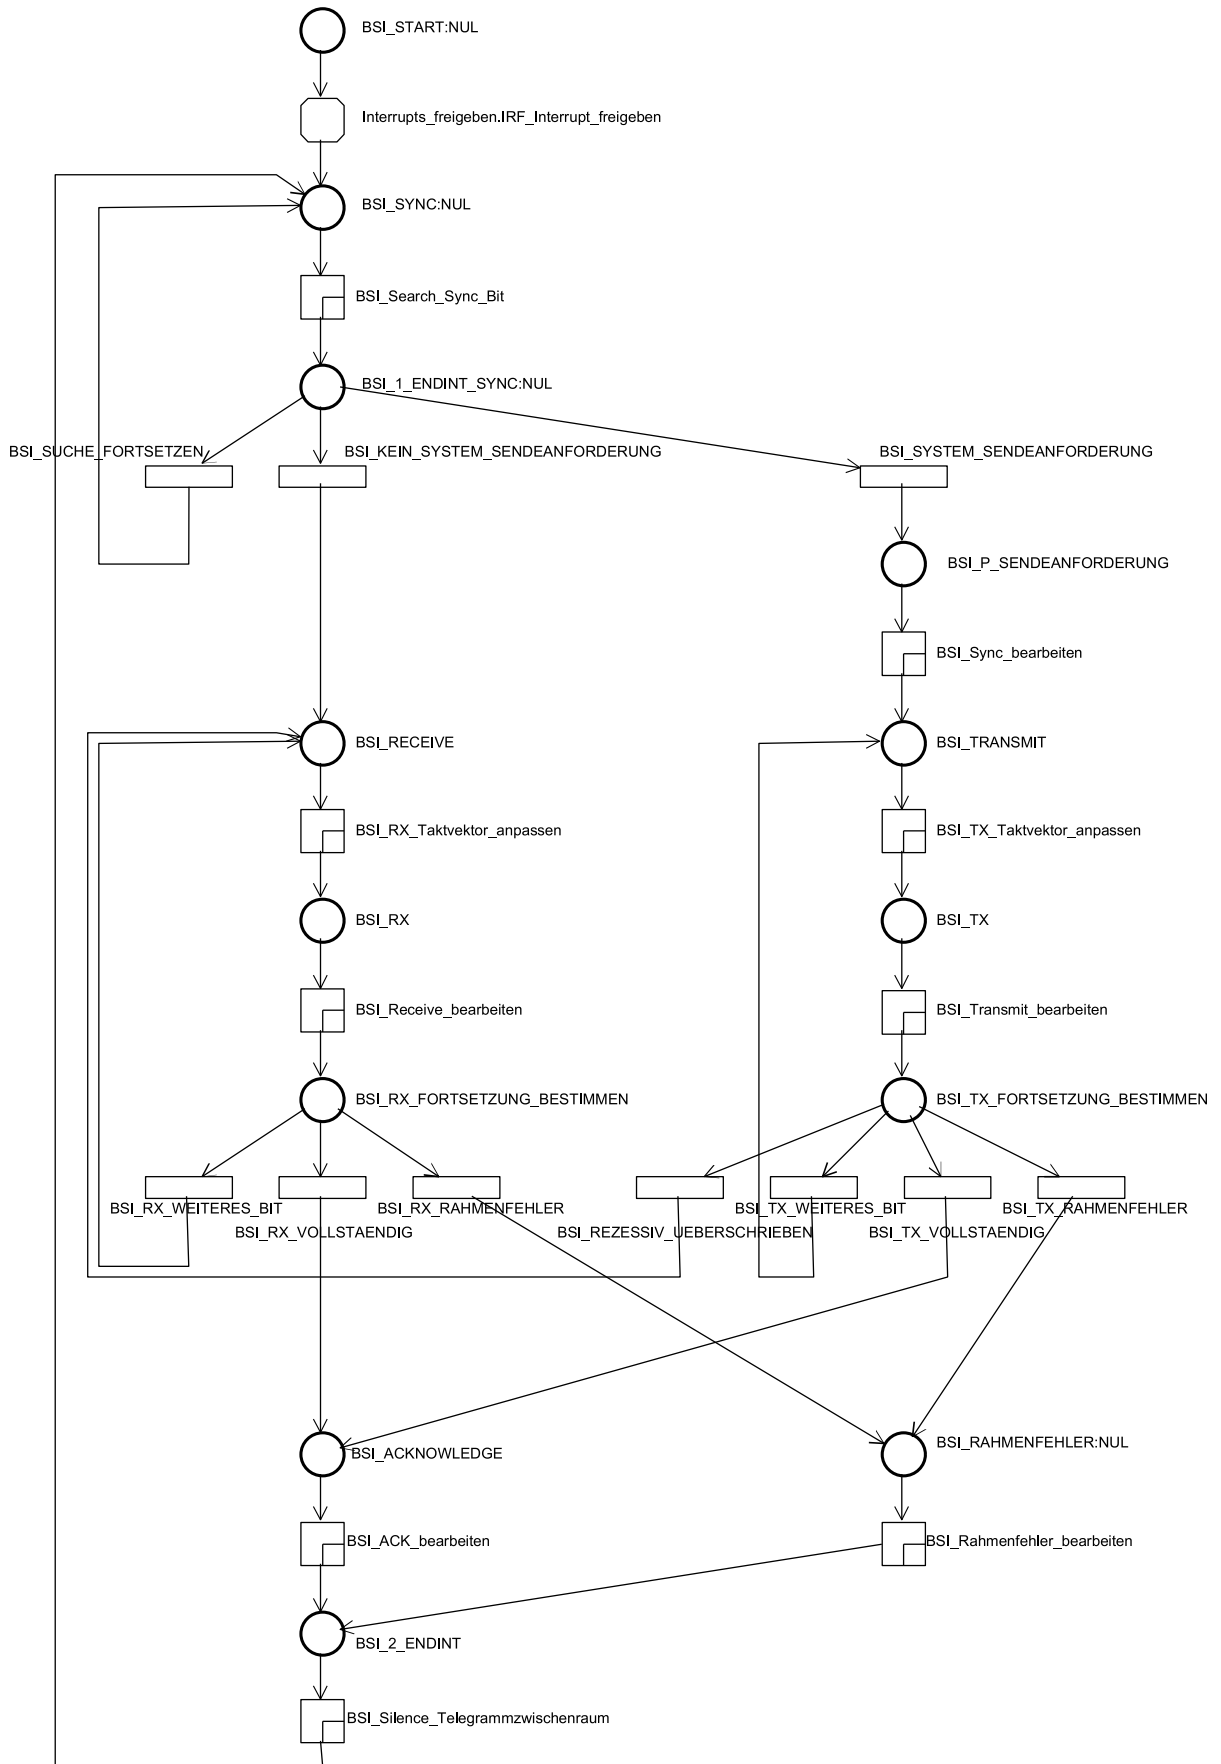 BSI_START:NUL
Interrupts_freigeben.IRF_Interrupt_freigeben
BSI_SYNC:NUL
BSI_Search_Sync_Bit
BSI_1_ENDINT_SYNC:NUL
BSI_SUCHE_FORTSETZEN
BSI_KEIN_SYSTEM_SENDEANFORDERUNG
BSI_SYSTEM_SENDEANFORDERUNG
BSI_P_SENDEANFORDERUNG
BSI_Sync_bearbeiten
BSI_RECEIVE
BSI_TRANSMIT
BSI_RX_Taktvektor_anpassen
BSI_TX_Taktvektor_anpassen
BSI_RX
BSI_TX
BSI_Receive_bearbeiten
BSI_Transmit_bearbeiten
BSI_RX_FORTSETZUNG_BESTIMMEN
BSI_TX_FORTSETZUNG_BESTIMMEN
BSI_RX_WEITERES_BIT
BSI_RX_RAHMENFEHLER
BSI_TX_WEITERES_BIT
BSI_TX_RAHMENFEHLER
BSI_RX_VOLLSTAENDIG
BSI_REZESSIV_UEBERSCHRIEBEN
BSI_TX_VOLLSTAENDIG
BSI_ACKNOWLEDGE
BSI_RAHMENFEHLER:NUL
BSI_ACK_bearbeiten
BSI_Rahmenfehler_bearbeiten
BSI_2_ENDINT
BSI_Silence_Telegrammzwischenraum